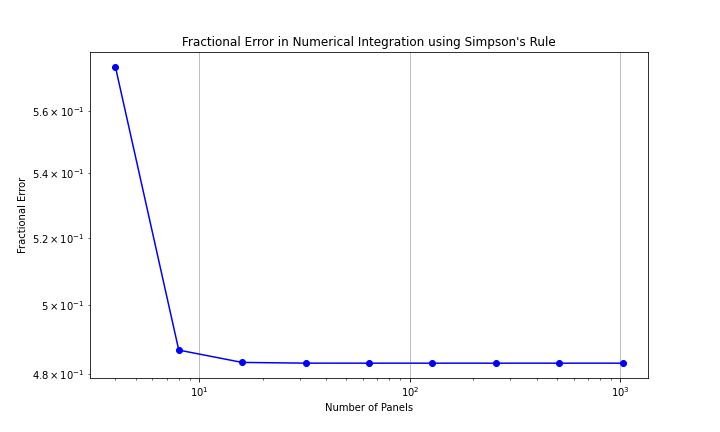 Fractional Error in Numerical Integration using Simpson's Rule
Fractional Error
5.6 × 10⁻¹
5.4 × 10⁻¹
5.2 × 10⁻¹
5 × 10⁻¹
4.8 × 10⁻¹
10¹
10²
10³
Number of Panels